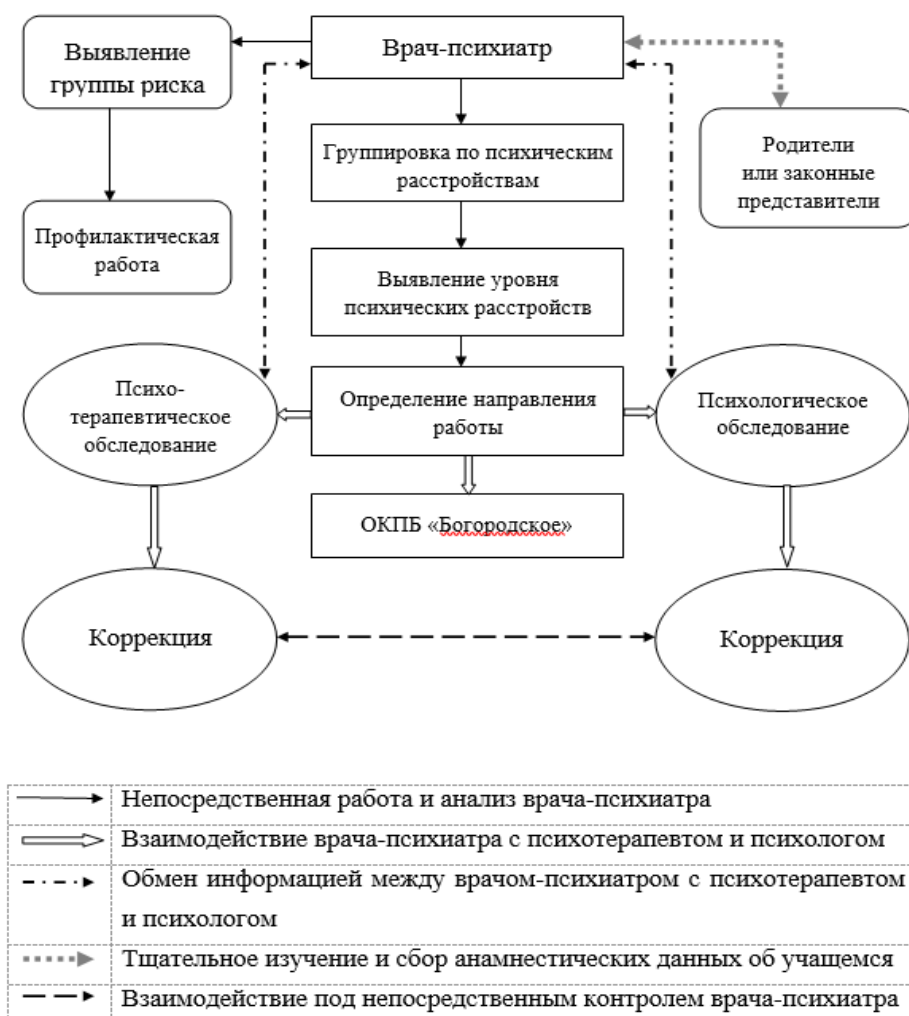 Выявление
группы риска
Врач-психиатр
Группировка по психическим
расстройствам
Родители
или законные
представители
Профилактическая
работа
Выявление уровня
психических расстройств
Психо-
терапевтическое
обследование
Определение направления
работы
Психологическое
обследование
ОКПБ «Богородское»
Коррекция
Коррекция
Непосредственная работа и анализ врача-психиатра
Взаимодействие врача-психиатра с психотерапевтом и психологом
Обмен информацией между врачом-психиатром с психотерапевтом
и психологом
Тщательное изучение и сбор анамнестических данных об учащемся
Взаимодействие под непосредственным контролем врача-психиатра